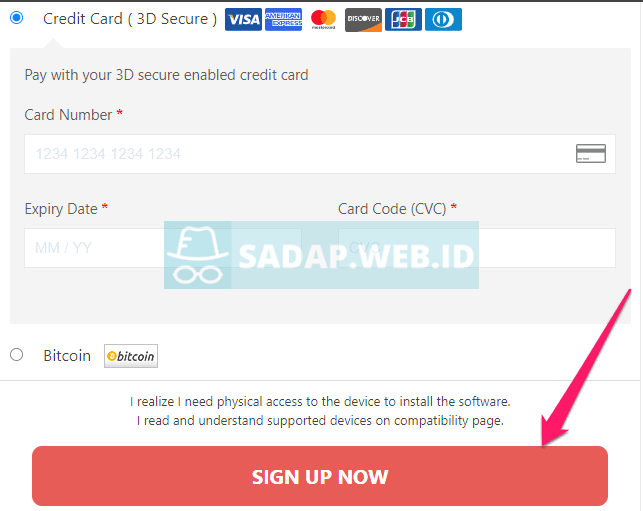 Credit Card ( 3D Secure ) VISA AMERICAN EXPRESS MasterCard DISCOVER JCB
Pay with your 3D secure enabled credit card
Card Number *
1234 1234 1234 1234
Expiry Date * Card Code (CVC) *
MM / YY CVC
SADAP.WEB.ID
Bitcoin bitcoin
I realize I need physical access to the device to install the software.
I read and understand supported devices on compatibility page.
SIGN UP NOW